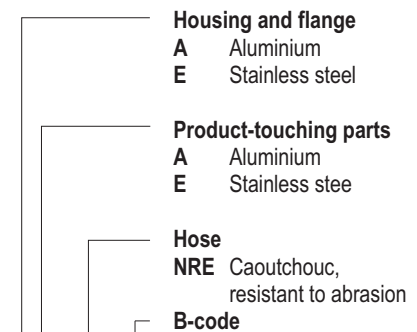 Housing and flange
A Aluminium
E Stainless steel
Product-touching parts
A Aluminium
E Stainless stee
Hose
NRE Caoutchouc,
resistant to abrasion
B-code